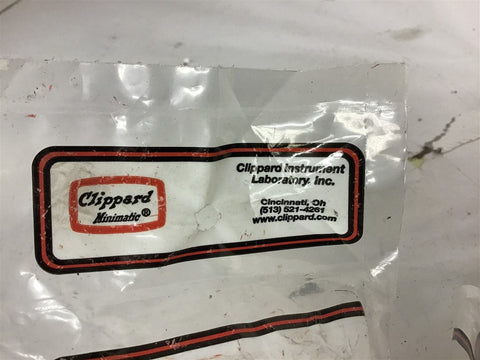 Clippard
Minimatic®
Clippard Instrument
Laboratory, Inc.
Cincinnati, Oh
(513) 521-4261
www.clippard.com